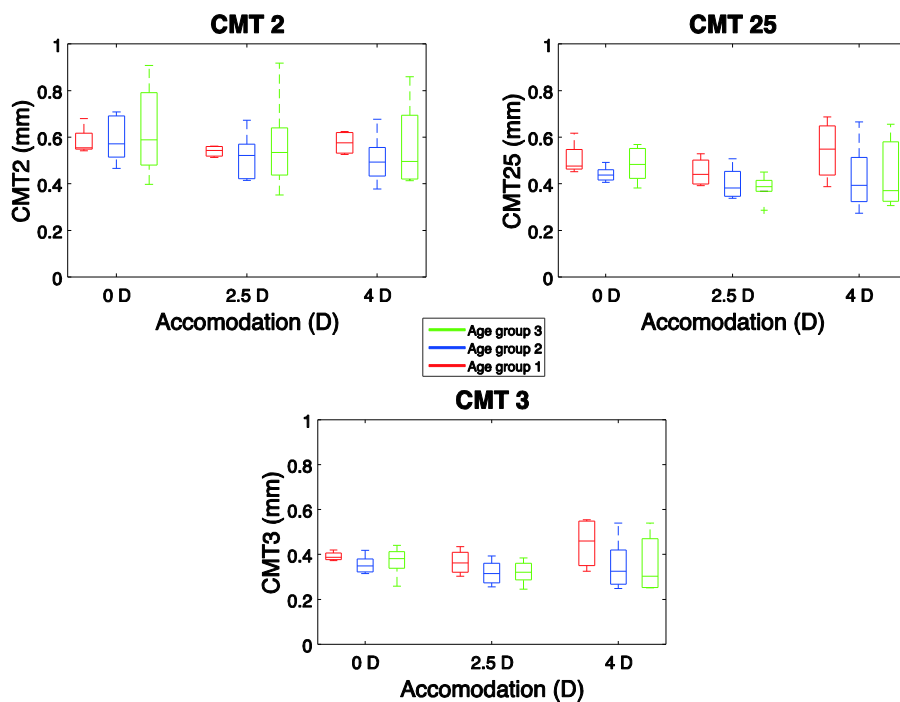 CMT 2
1
0.8
0.6
0.4
0.2
0
CMT2 (mm)
0 D 2.5 D 4 D
Accomodation (D)
CMT 25
1
0.8
0.6
0.4
0.2
0
CMT25 (mm)
0 D 2.5 D 4 D
Accomodation (D)
Age group 3
Age group 2
Age group 1
CMT 3
1
0.8
0.6
0.4
0.2
0
CMT3 (mm)
0 D 2.5 D 4 D
Accomodation (D)